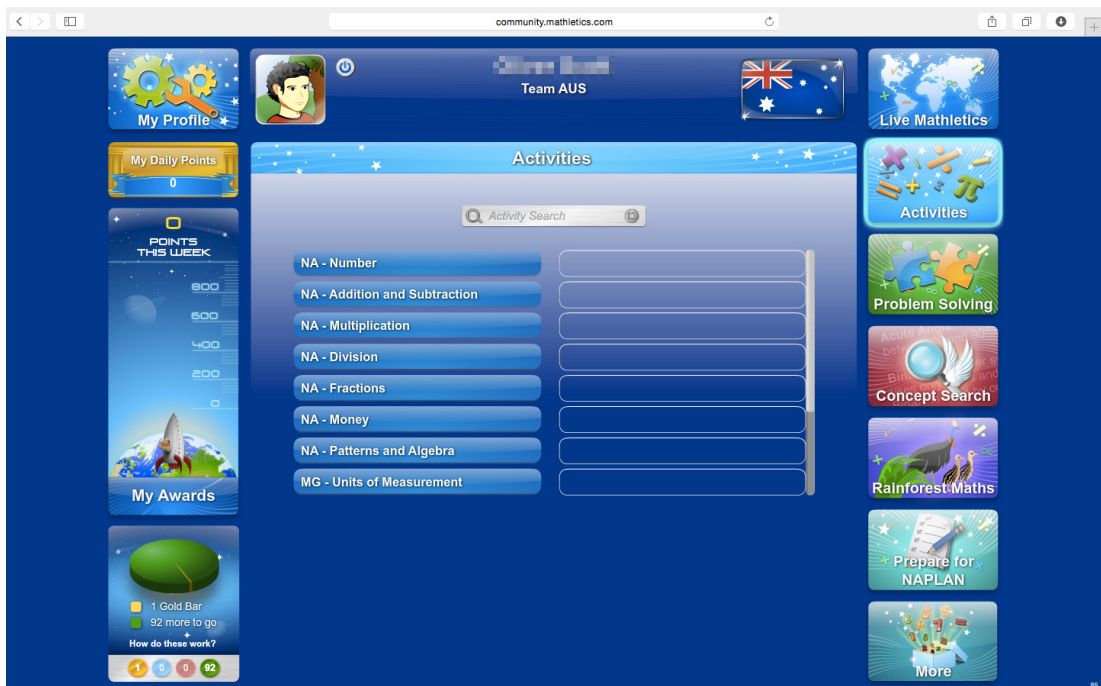 community.mathletics.com
My Profile
Team AUS
Live Mathletics
My Daily Points
0
Activities
Activities
Activity Search
0
POINTS
THIS WEEK
800
600
400
200
0
My Awards
NA - Number
NA - Addition and Subtraction
NA - Multiplication
NA - Division
NA - Fractions
NA - Money
NA - Patterns and Algebra
MG - Units of Measurement
Problem Solving
Concept Search
Rainforest Maths
Prepare for
NAPLAN
More
1 Gold Bar
92 more to go
How do these work?
1 0 0 92